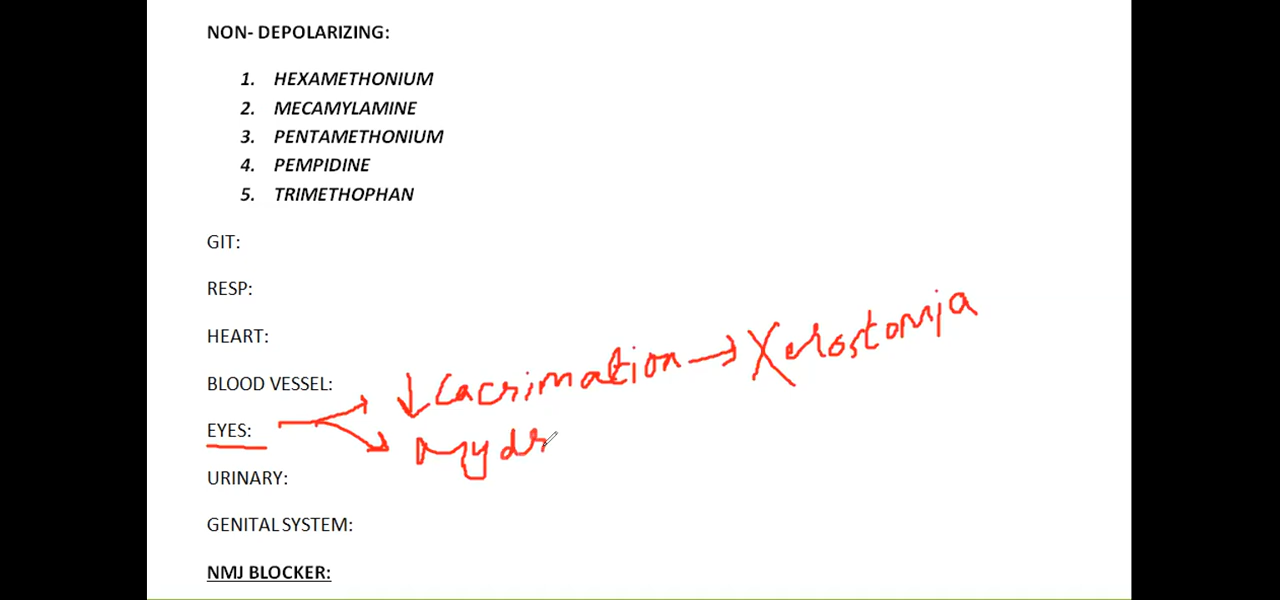 NON- DEPOLARIZING:
1. HEXAMETHONIUM
2. MECAMYLAMINE
3. PENTAMETHONIUM
4. PEMPIDINE
5. TRIMETHOPHAN
GIT:
RESP:
HEART:
BLOOD VESSEL:
↓ Lacrimation → Xerostomia
EYES:
Mydr
URINARY:
GENITAL SYSTEM:
NMJ BLOCKER: